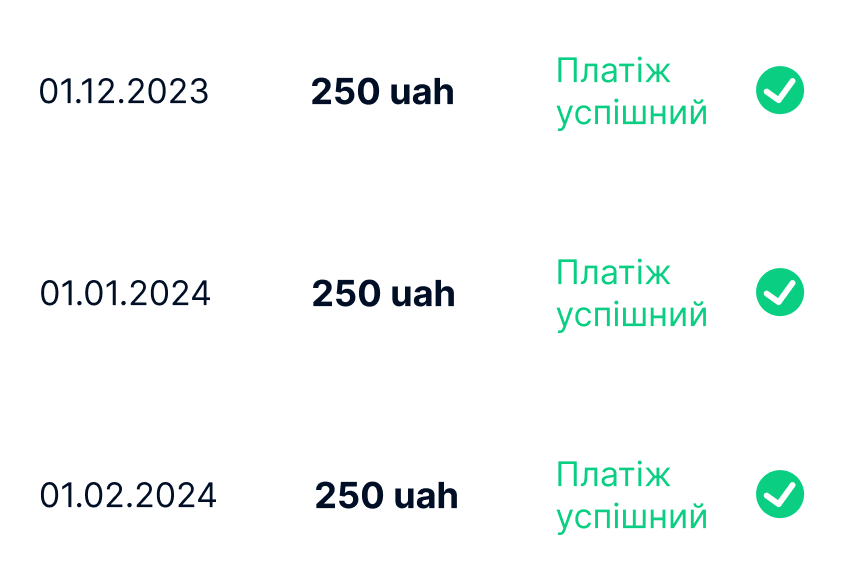 01.12.2023 250 uah Платіж
успішний
01.01.2024 250 uah Платіж
успішний
01.02.2024 250 uah Платіж
успішний